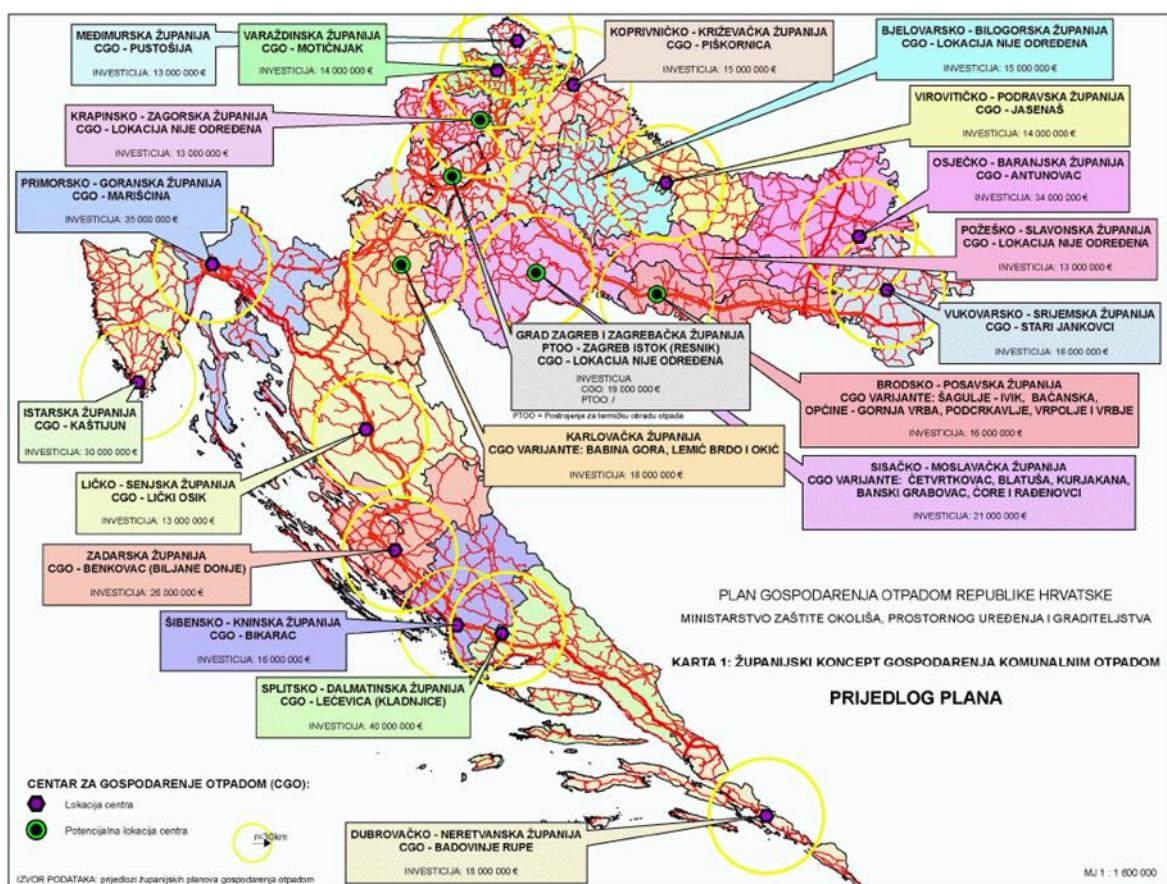 MEĐIMURSKA ŽUPANIJA
CGO - PUSTOŠIJA
INVESTICIJA: 13 000 000 €
VARAŽDINSKA ŽUPANIJA
CGO - MOTIČNJAK
INVESTICIJA: 14 000 000 €
KOPRIVNIČKO - KRIŽEVAČKA ŽUPANIJA
CGO - PIŠKORNICA
INVESTICIJA: 15 000 000 €
BJELOVARSKO - BILOGORSKA ŽUPANIJA
CGO - LOKACIJA NIJE ODREĐENA
INVESTICIJA: 15 000 000 €
KRAPINSKO - ZAGORSKA ŽUPANIJA
CGO - LOKACIJA NIJE ODREĐENA
INVESTICIJA: 13 000 000 €
VIROVITIČKO - PODRAVSKA ŽUPANIJA
CGO - JASENAŠ
INVESTICIJA: 14 000 000 €
PRIMORSKO - GORANSKA ŽUPANIJA
CGO - MARIŠĆINA
INVESTICIJA: 35 000 000 €
OSJEČKO - BARANJSKA ŽUPANIJA
CGO - ANTUNOVAC
INVESTICIJA: 34 000 000 €
POŽEŠKO - SLAVONSKA ŽUPANIJA
CGO - LOKACIJA NIJE ODREĐENA
INVESTICIJA: 13 000 000 €
VUKOVARSKO - SRIJEMSKA ŽUPANIJA
CGO - STARI JANKOVCI
INVESTICIJA: 16 000 000 €
GRAD ZAGREB I ZAGREBAČKA ŽUPANIJA
PTOO - ZAGREB ISTOK (RESNIK)
CGO - LOKACIJA NIJE ODREĐENA
INVESTICIJA
CGO: 19 000 000 €
PTOO: /
PTOO = Postrojenje za termičku obradu otpada
BRODSKO - POSAVSKA ŽUPANIJA
CGO VARIJANTE: ŠAGULJE - IVIK, BAČANSKA,
OPĆINE - GORNJA VRBA, PODCRKAVLJE, VRPOLJE I VRBJE
INVESTICIJA: 16 000 000 €
ISTARSKA ŽUPANIJA
CGO - KAŠTIJUN
INVESTICIJA: 30 000 000 €
KARLOVAČKA ŽUPANIJA
CGO VARIJANTE: BABINA GORA, LEMIĆ BRDO I OKIĆ
INVESTICIJA: 16 000 000 €
SISAČKO - MOSLAVAČKA ŽUPANIJA
CGO VARIJANTE: ČETVRTKOVAC, BLATUŠA, KURJAKANA,
BANSKI GRABOVAC, ČORE I RAĐENOVCI
INVESTICIJA: 21 000 000 €
LIČKO - SENJSKA ŽUPANIJA
CGO - LIČKI OSIK
INVESTICIJA: 13 000 000 €
ZADARSKA ŽUPANIJA
CGO - BENKOVAC (BILJANE DONJE)
INVESTICIJA: 26 000 000 €
ŠIBENSKO - KNINSKA ŽUPANIJA
CGO - BIKARAC
INVESTICIJA: 16 000 000 €
SPLITSKO - DALMATINSKA ŽUPANIJA
CGO - LEĆEVICA (KLADNJICE)
INVESTICIJA: 40 000 000 €
PLAN GOSPODARENJA OTPADOM REPUBLIKE HRVATSKE
MINISTARSTVO ZAŠTITE OKOLIŠA, PROSTORNOG UREĐENJA I GRADITELJSTVA
KARTA 1: ŽUPANIJSKI KONCEPT GOSPODARENJA KOMUNALNIM OTPADOM
PRIJEDLOG PLANA
CENTAR ZA GOSPODARENJE OTPADOM (CGO):
Lokacija centra
Potencijalna lokacija centra
r=30km
DUBROVAČKO - NERETVANSKA ŽUPANIJA
CGO - BADOVINJE RUPE
INVESTICIJA: 18 000 000 €
IZVOR PODATAKA: prijedlozi županijskih planova gospodarenja otpadom
MJ 1 : 1 600 000